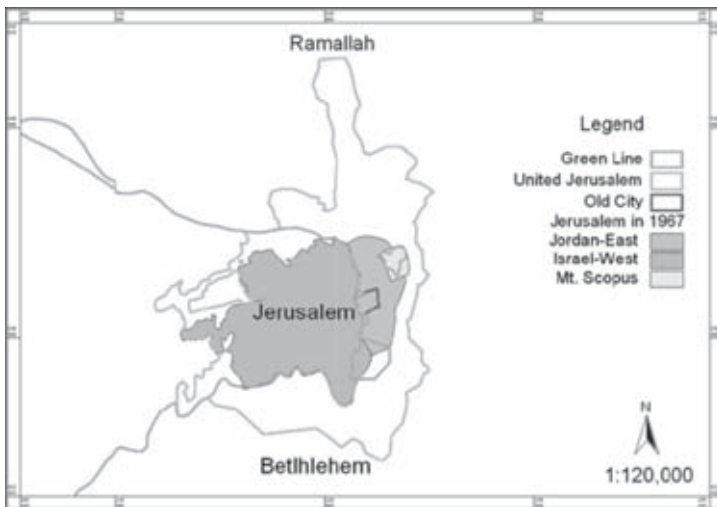 Ramallah
Legend
Green Line
United Jerusalem
Old City
Jerusalem in 1967
Jordan-East
Israel-West
Mt. Scopus
Jerusalem
Betlhlehem
N
1:120,000